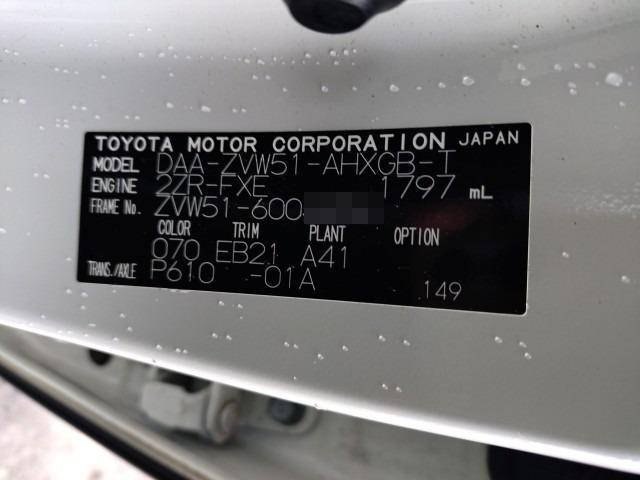 TOYOTA MOTOR CORPORATION JAPAN
MODEL DAA-ZVW51-AHXGB-T
ENGINE 2ZR-FXE 1797 mL
FRAME No. ZVW51-600
COLOR TRIM PLANT OPTION
070 EB21 A41
TRANS./AXLE P610 -01A
149